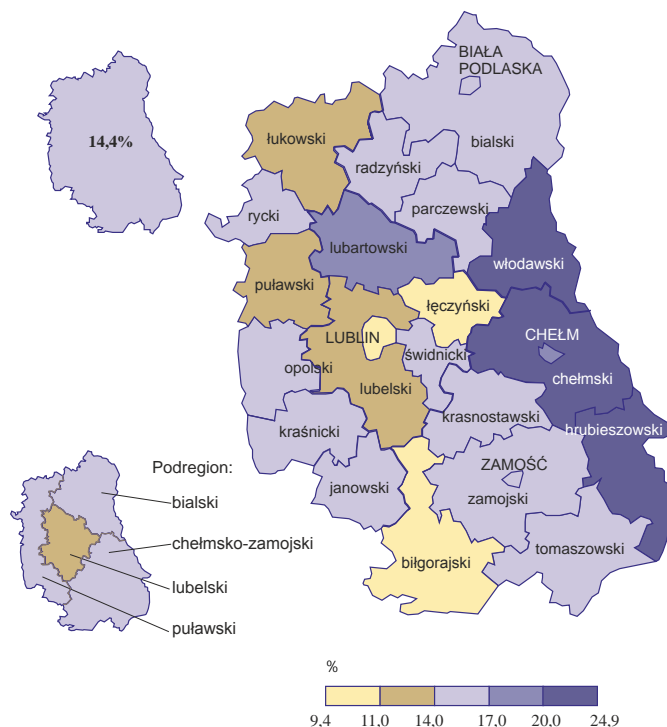 14,4%
BIAŁA
PODLASKA
łukowski
bialski
radzyński
parczewski
rycki
lubartowski
włodawski
puławski
łęczyński
LUBLIN
CHEŁM
świdnicki
opolski
chełmski
lubelski
krasnostawski
hrubieszowski
kraśnicki
ZAMOŚĆ
janowski
zamojski
tomaszowski
biłgorajski
Podregion:
bialski
chełmsko-zamojski
lubelski
puławski
%
9,4 11,0 14,0 17,0 20,0 24,9